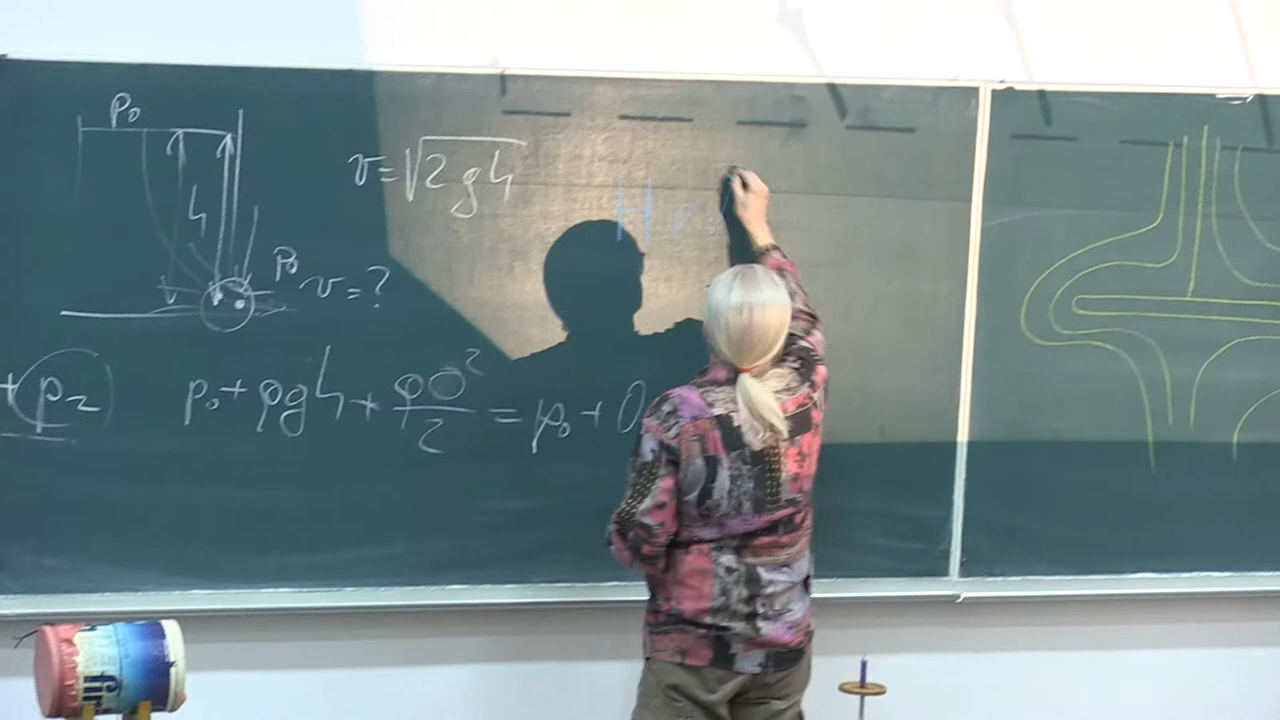 p₀
v = √2gh
h
p₀ v = ?
+ p₂) p₀ + ρgh + ρ0²/2 = p₀ + 0